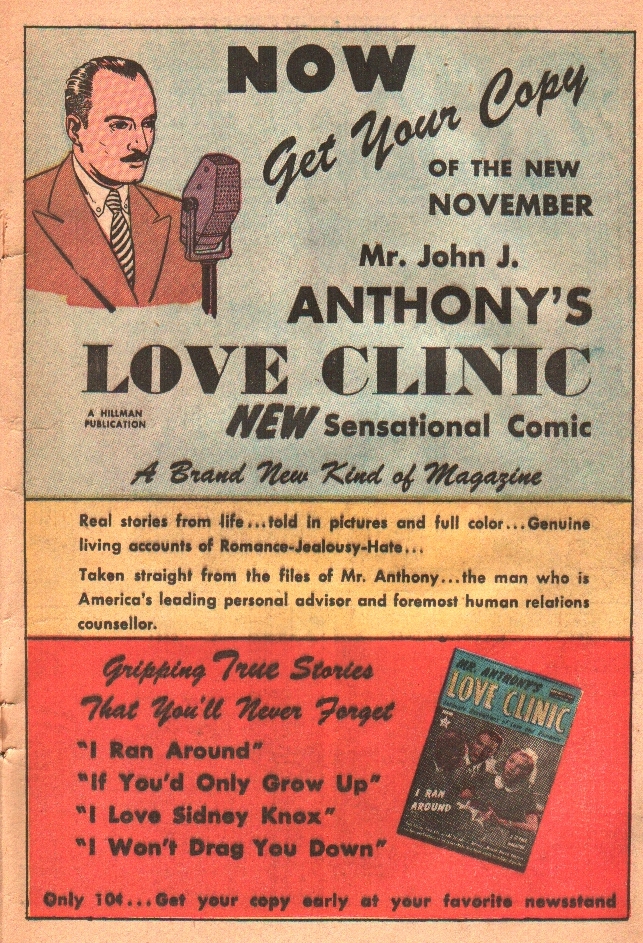 NOW
Get Your Copy
OF THE NEW
NOVEMBER
Mr. John J.
ANTHONY'S
LOVE CLINIC
A HILLMAN
PUBLICATION
NEW Sensational Comic
A Brand New Kind of Magazine
Real stories from life...told in pictures and full color...Genuine
living accounts of Romance-Jealousy-Hate...
Taken straight from the files of Mr. Anthony...the man who is
America's leading personal advisor and foremost human relations
counsellor.
Gripping True Stories
That You'll Never Forget
"I Ran Around"
"If You'd Only Grow Up"
"I Love Sidney Knox"
"I Won't Drag You Down"
MR. ANTHONY'S
LOVE CLINIC
I RAN
AROUND
Only 10¢...Get your copy early at your favorite newsstand